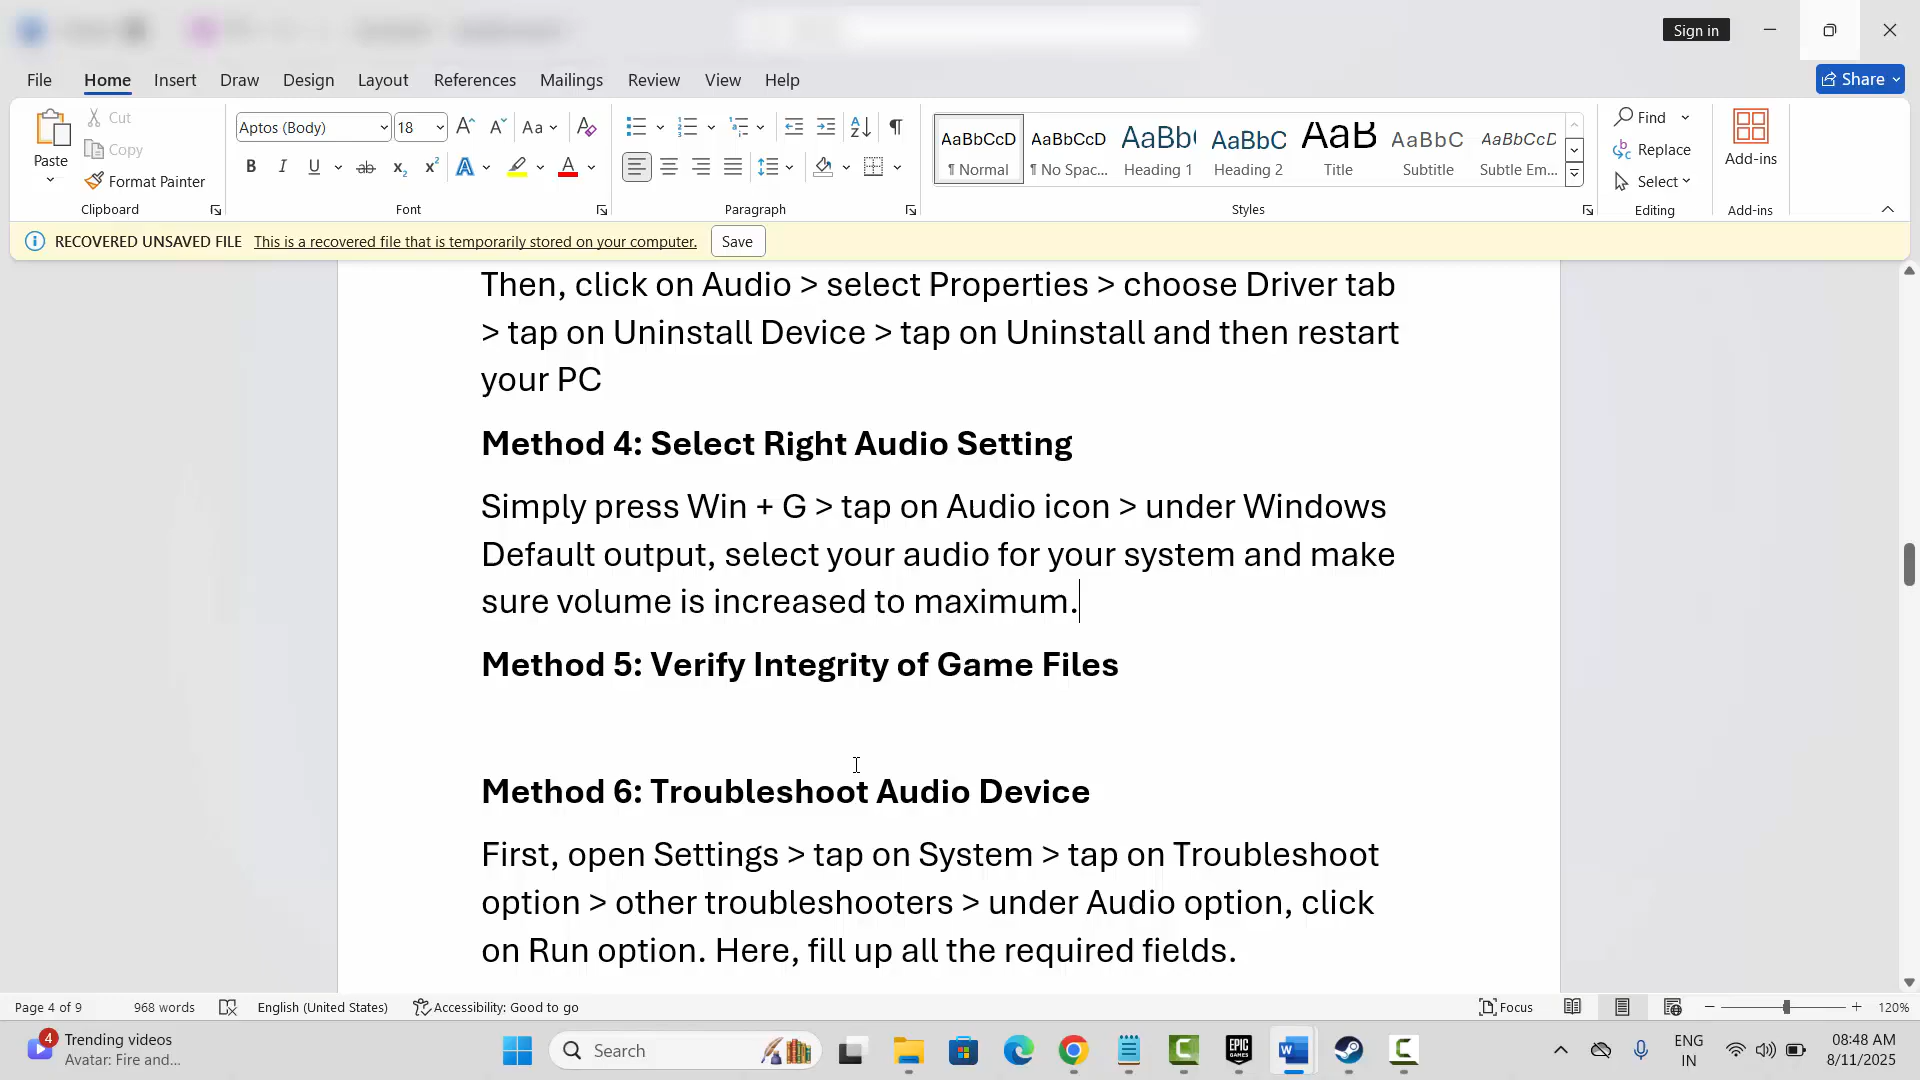 Sign in
File Home Insert Draw Design Layout References Mailings Review View Help
Share
Paste
Cut
Copy
Format Painter
Clipboard
Aptos (Body) 18
Font
Paragraph
AaBbCcD AaBbCcD AaBb( AaBbC AaB AaBbC AaBbCcD
¶ Normal ¶ No Spac... Heading 1 Heading 2 Title Subtitle Subtle Em...
Styles
Find
Replace
Select
Editing
Add-ins
Add-ins
RECOVERED UNSAVED FILE This is a recovered file that is temporarily stored on your computer. Save
Then, click on Audio > select Properties > choose Driver tab
> tap on Uninstall Device > tap on Uninstall and then restart
your PC
Method 4: Select Right Audio Setting
Simply press Win + G > tap on Audio icon > under Windows
Default output, select your audio for your system and make
sure volume is increased to maximum.
Method 5: Verify Integrity of Game Files
Method 6: Troubleshoot Audio Device
First, open Settings > tap on System > tap on Troubleshoot
option > other troubleshooters > under Audio option, click
on Run option. Here, fill up all the required fields.
Page 4 of 9 968 words English (United States) Accessibility: Good to go Focus 120%
4 Trending videos
Avatar: Fire and...
Search
EPIC GAMES
ENG
IN
08:48 AM
8/11/2025